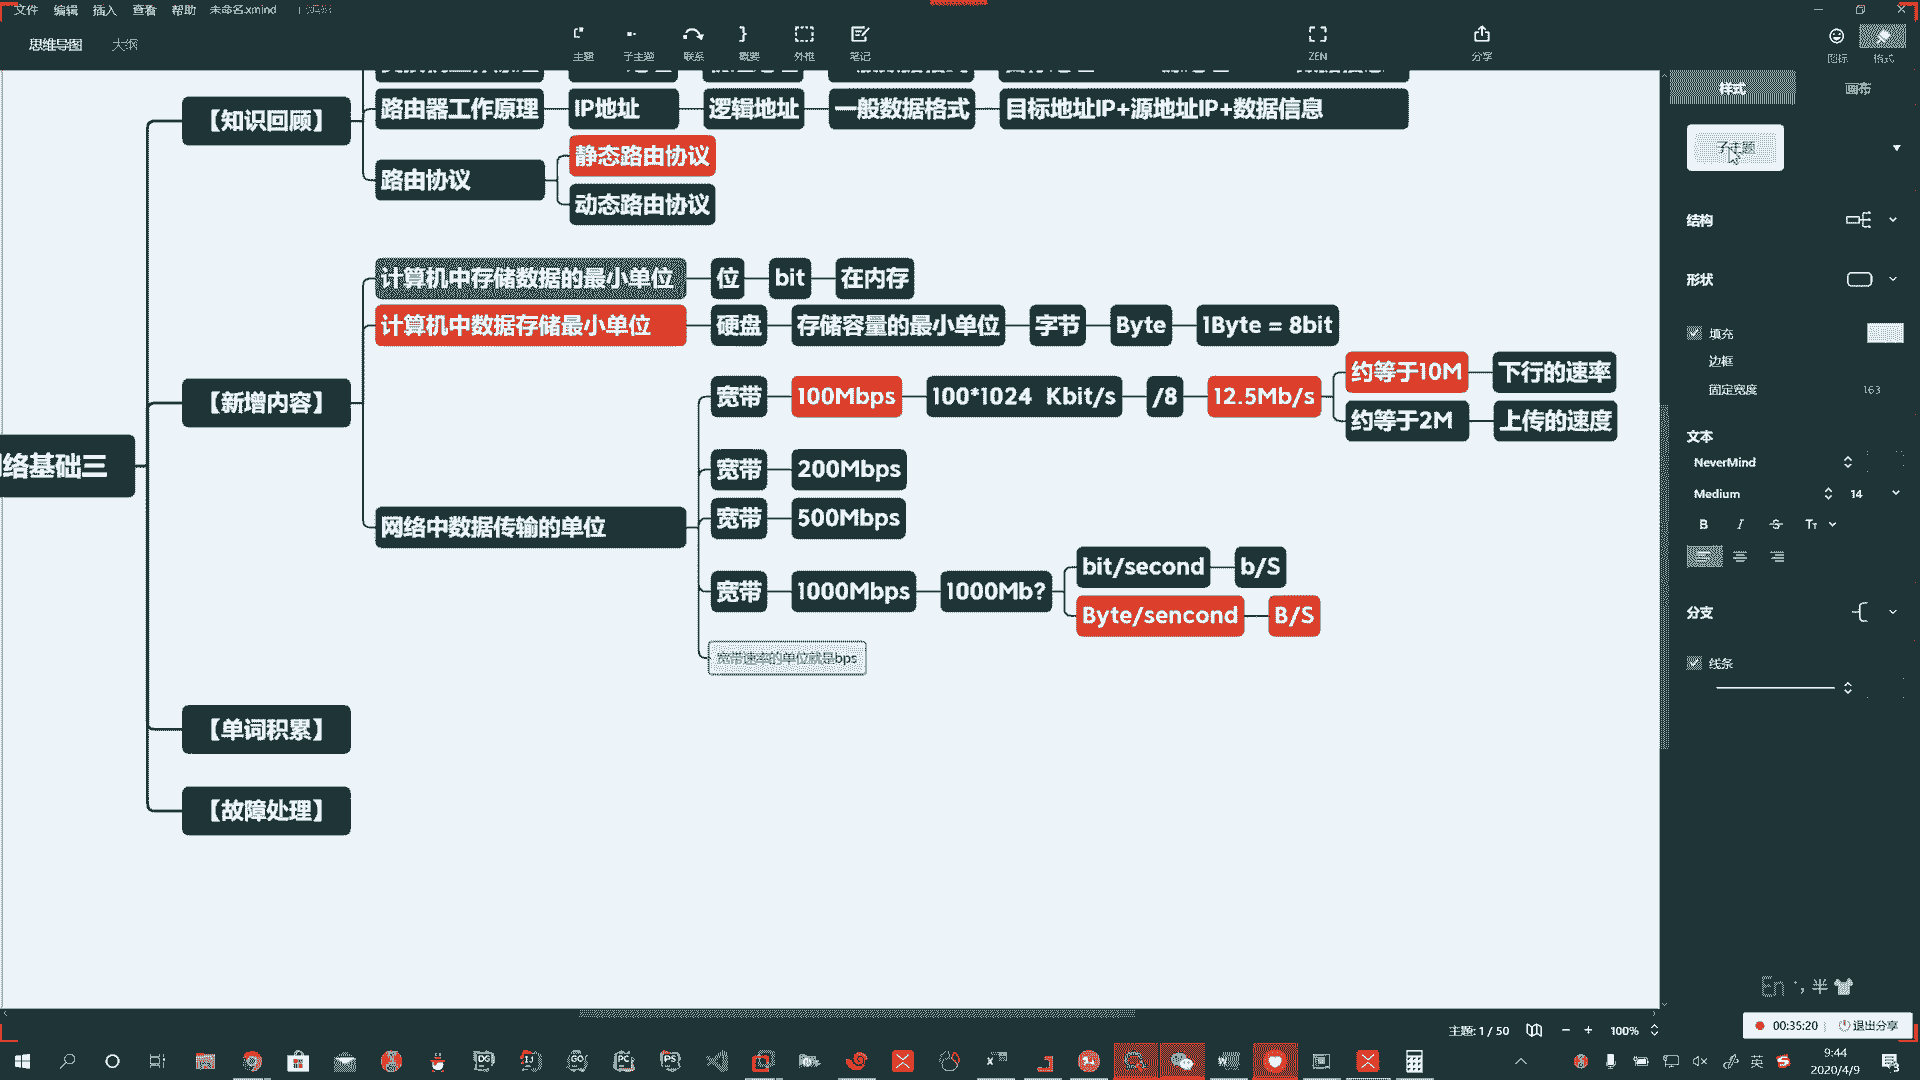 文件 编辑 插入 查看 帮助 未命名.xmind
思维导图 大纲
主题 子主题 联系 概要 外框 笔记 ZEN 分享 图标 格式
样式 画布
【知识回顾】
路由器工作原理 IP地址 逻辑地址 一般数据格式 目标地址IP+源地址IP+数据信息
路由协议
静态路由协议
动态路由协议
计算机中存储数据的最小单位 位 bit 在内存
计算机中数据存储最小单位 硬盘 存储容量的最小单位 字节 Byte 1Byte = 8bit
【新增内容】
宽带 100Mbps 100*1024 Kbit/s /8 12.5Mb/s
约等于10M 下行的速率
约等于2M 上传的速度
络基础三
宽带 200Mbps
宽带 500Mbps
网络中数据传输的单位
宽带 1000Mbps 1000Mb?
bit/second b/S
Byte/sencond B/S
宽带速率的单位就是bps
【单词积累】
【故障处理】
子主题
结构
形状
填充
边框
固定宽度 163
文本
NeverMind
Medium 14
B I S Tт
分支
线条
En 半
主题: 1 / 50 100%
00:35:20 退出分享
DG IJ GO PC PS
英
9:44
2020/4/9
3